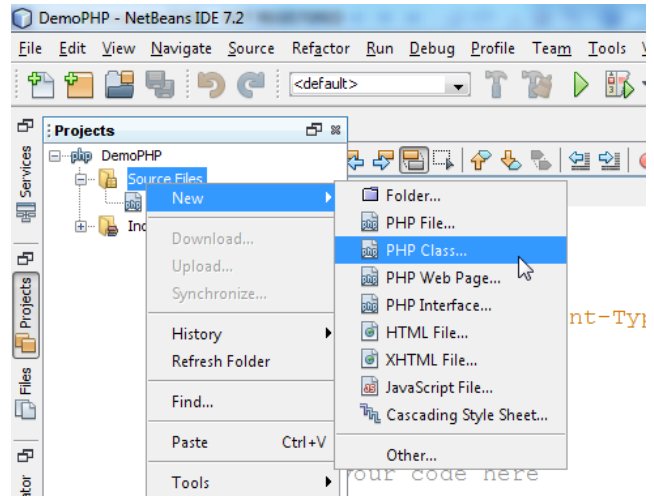 DemoPHP - NetBeans IDE 7.2
File Edit View Navigate Source Refactor Run Debug Profile Team Tools
<default>
Projects
DemoPHP
Source Files
Services
Projects
Files
New
Download...
Upload...
Synchronize...
History
Refresh Folder
Find...
Paste Ctrl+V
Tools
Folder...
PHP File...
PHP Class...
PHP Web Page...
PHP Interface...
HTML File...
XHTML File...
JavaScript File...
Cascading Style Sheet...
Other...
nt-Typ
your code here